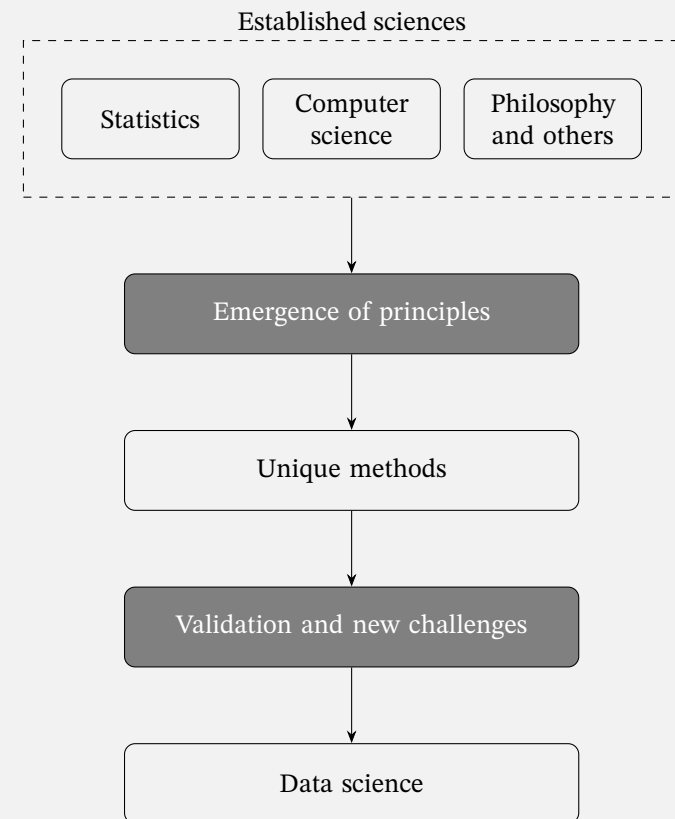 Established sciences
Statistics
Computer
science
Philosophy
and others
Emergence of principles
Unique methods
Validation and new challenges
Data science